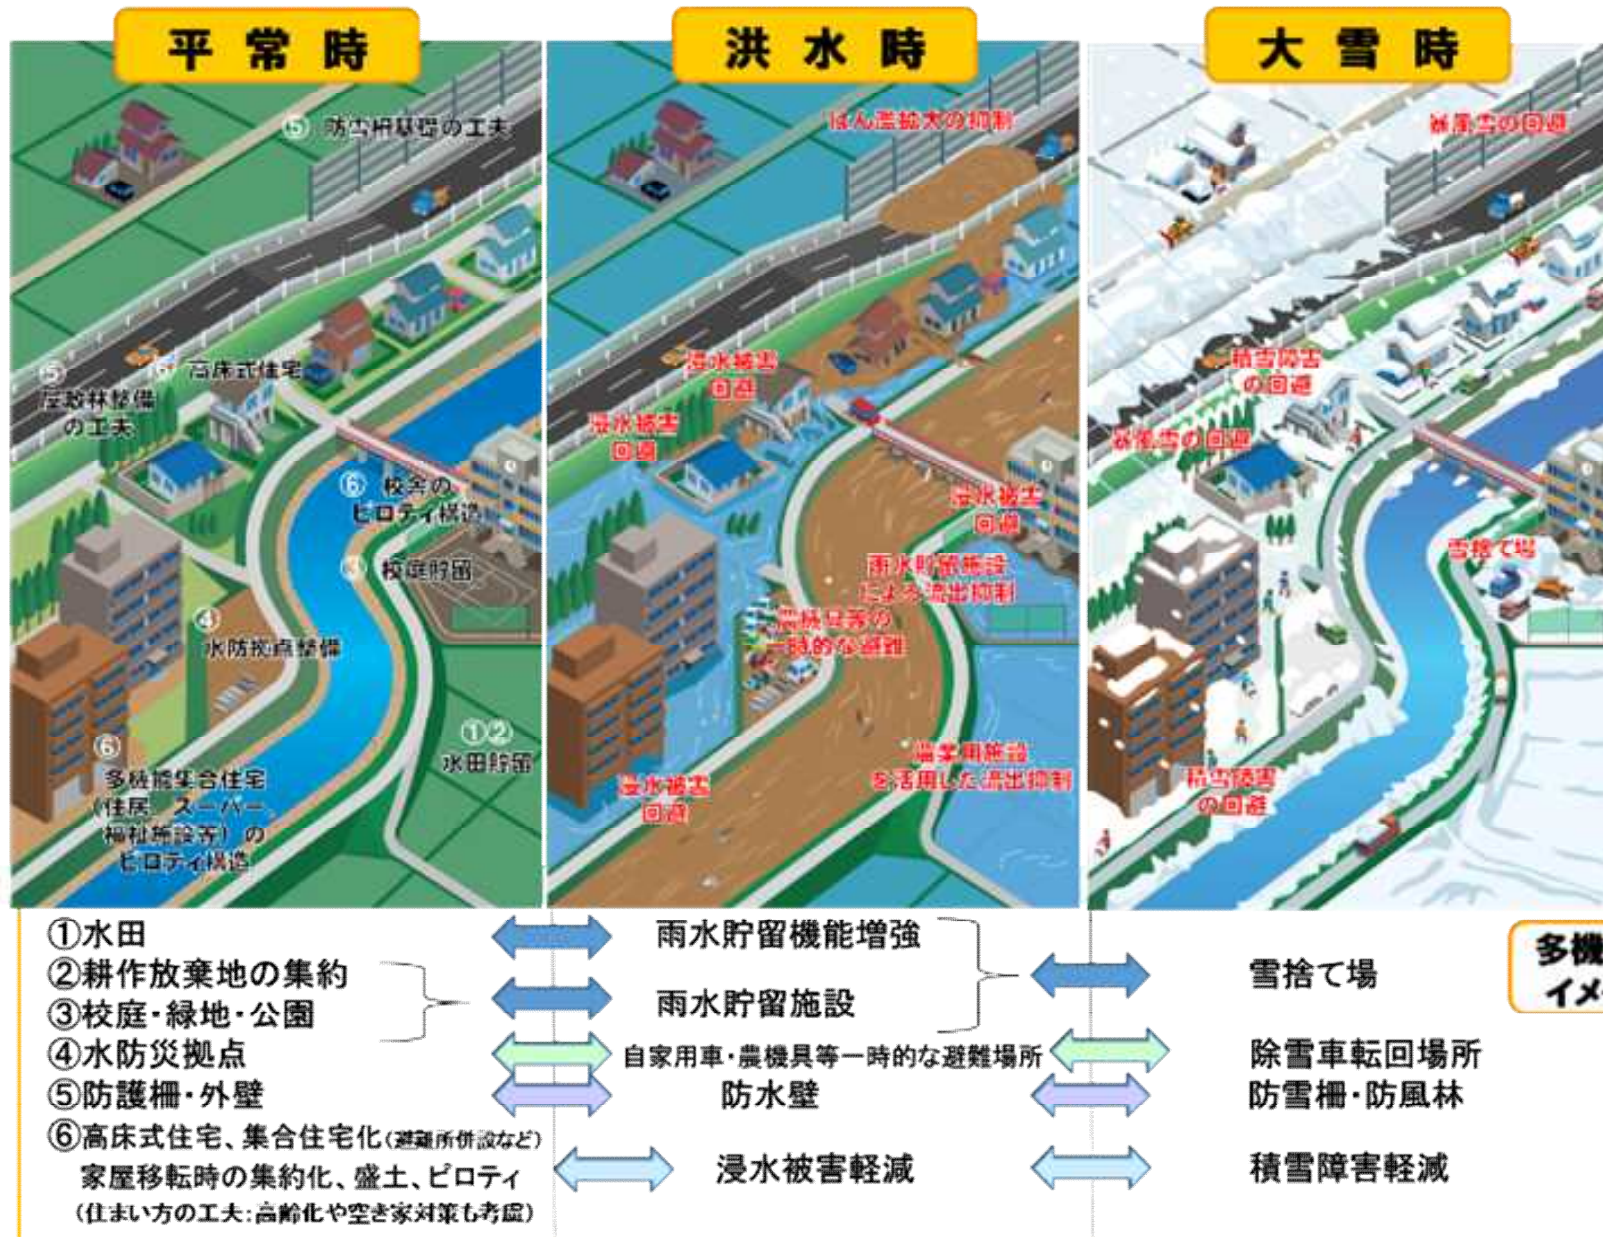 平常時
洪水時
大雪時
⑤ 防雪柵基礎の工夫
⑥ 高床式住宅
⑤
屋敷林整備
の工夫
⑥ 校舎の
ピロティ構造
③ 校庭貯留
④
水防拠点整備
①②
水田貯留
⑥
多機能集合住宅
(住居、スーパー、
福祉施設等)の
ピロティ構造
はん濫拡大の抑制
浸水被害
回避
浸水被害
回避
浸水被害
回避
雨水貯留施設
による流出抑制
農機具等の
一時的な避難
農業用施設
を活用した流出抑制
浸水被害
回避
暴風雪の回避
積雪障害
の回避
暴風雪の回避
雪捨て場
積雪障害
の回避
①水田
②耕作放棄地の集約
③校庭・緑地・公園
④水防災拠点
⑤防護柵・外壁
⑥高床式住宅、集合住宅化(避難所併設など)
家屋移転時の集約化、盛土、ピロティ
(住まい方の工夫:高齢化や空き家対策も考慮)
雨水貯留機能増強
雨水貯留施設
自家用車・農機具等一時的な避難場所
防水壁
浸水被害軽減
雪捨て場
除雪車転回場所
防雪柵・防風林
積雪障害軽減
多機
イメ